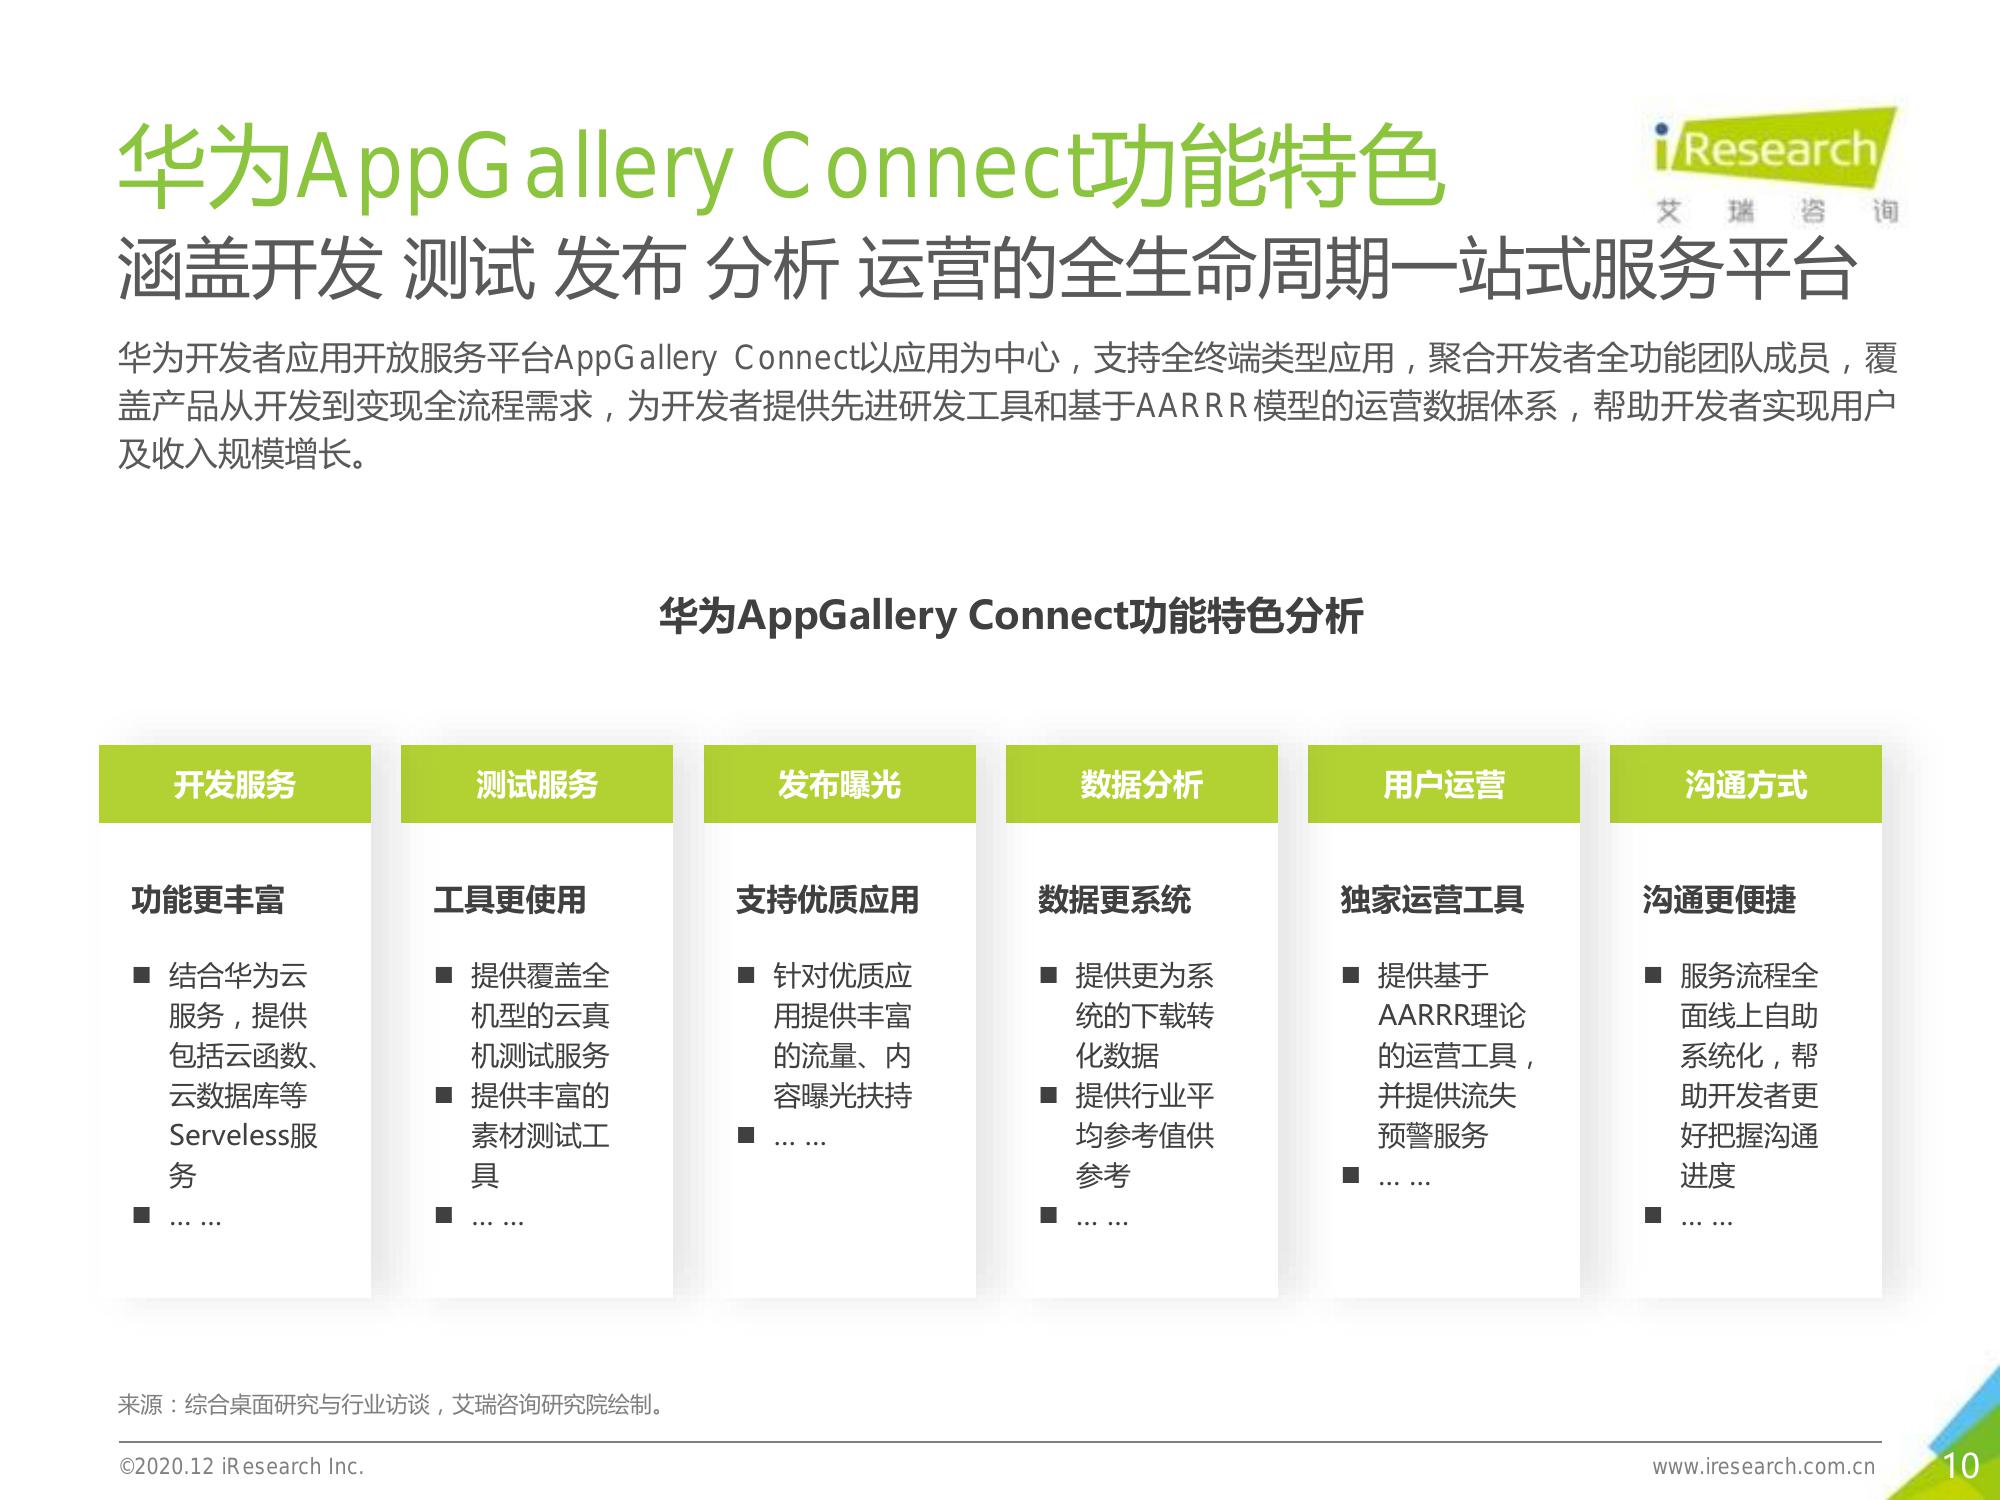 华为AppGallery Connect功能特色
iResearch
艾瑞咨询
涵盖开发 测试 发布 分析 运营的全生命周期一站式服务平台
华为开发者应用开放服务平台AppGallery Connect以应用为中心，支持全终端类型应用，聚合开发者全功能团队成员，覆
盖产品从开发到变现全流程需求，为开发者提供先进研发工具和基于AARRR模型的运营数据体系，帮助开发者实现用户
及收入规模增长。
华为AppGallery Connect功能特色分析
开发服务
功能更丰富
■ 结合华为云
服务，提供
包括云函数、
云数据库等
Serveless服
务
■ ... ...
测试服务
工具更使用
■ 提供覆盖全
机型的云真
机测试服务
■ 提供丰富的
素材测试工
具
■ ... ...
发布曝光
支持优质应用
■ 针对优质应
用提供丰富
的流量、内
容曝光扶持
■ ... ...
数据分析
数据更系统
■ 提供更为系
统的下载转
化数据
■ 提供行业平
均参考值供
参考
■ ... ...
用户运营
独家运营工具
■ 提供基于
AARRR理论
的运营工具，
并提供流失
预警服务
■ ... ...
沟通方式
沟通更便捷
■ 服务流程全
面线上自助
系统化，帮
助开发者更
好把握沟通
进度
■ ... ...
来源：综合桌面研究与行业访谈，艾瑞咨询研究院绘制。
©2020.12 iResearch Inc.
www.iresearch.com.cn
10